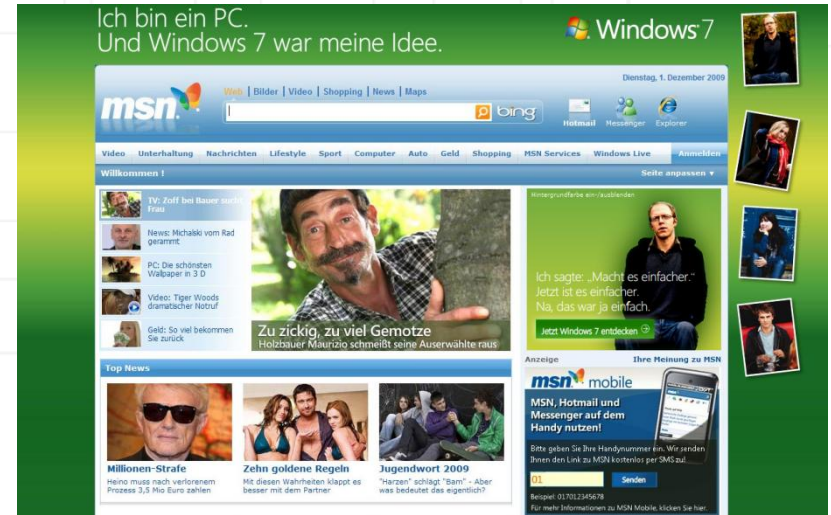 Ich bin ein PC.
Und Windows 7 war meine Idee.
Windows 7
Dienstag, 1. Dezember 2009
msn
Web | Bilder | Video | Shopping | News | Maps
bing
Hotmail Messenger Explorer
Video Unterhaltung Nachrichten Lifestyle Sport Computer Auto Geld Shopping MSN Services Windows Live Anmelden
Willkommen !
Seite anpassen
TV: Zoff bei Bauer sucht
Frau
News: Michalski vom Rad
gerammt
PC: Die schönsten
Wallpaper in 3 D
Video: Tiger Woods
dramatischer Notruf
Geld: So viel bekommen
Sie zurück
Zu zickig, zu viel Gemotze
Holzbauer Maurizio schmeißt seine Auserwählte raus
Hintergrundfarbe ein-/ausblenden
Ich sagte: „Macht es einfacher."
Jetzt ist es einfacher.
Na, das war ja einfach.
Jetzt Windows 7 entdecken
Anzeige
Ihre Meinung zu MSN
Top News
Millionen-Strafe
Heino muss nach verlorenem
Prozess 3,5 Mio Euro zahlen
Zehn goldene Regeln
Mit diesen Wahrheiten klappt es
besser mit dem Partner
Jugendwort 2009
"Harzen" schlägt "Bam" - Aber
was bedeutet das eigentlich?
msn mobile
MSN, Hotmail und
Messenger auf dem
Handy nutzen!
Bitte geben Sie Ihre Handynummer ein. Wir senden
Ihnen den Link zu MSN kostenlos per SMS zu!
01
Senden
Beispiel: 017012345678
Für mehr Informationen zu MSN Mobile, klicken Sie hier.